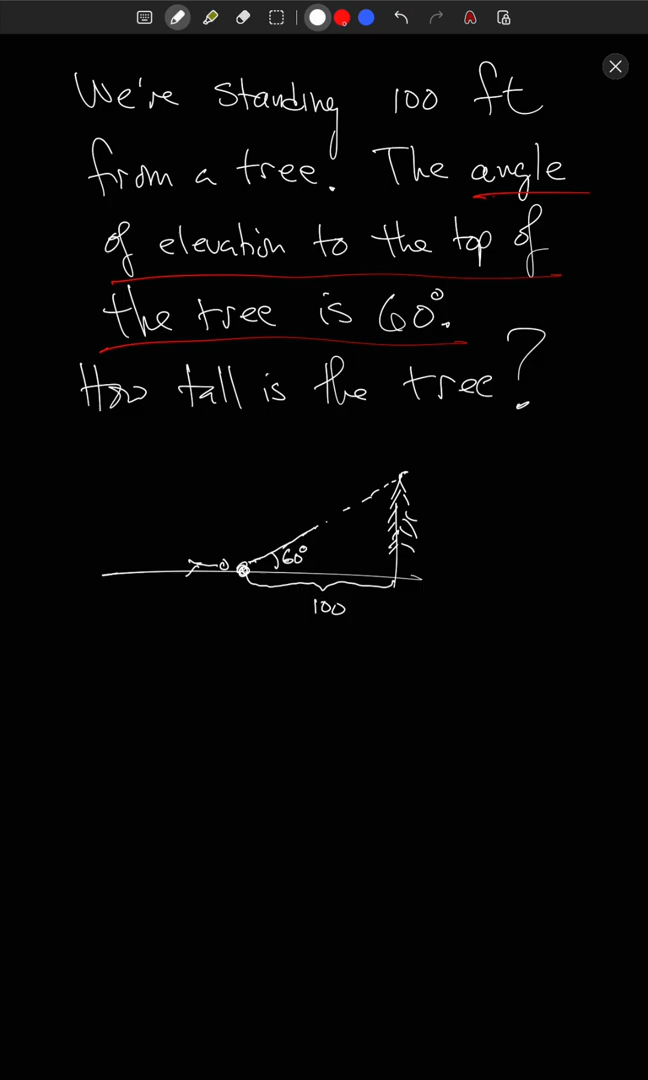 We're standing 100 ft
from a tree. The angle
of elevation to the top of
the tree is 60°.
How tall is the tree?
60°
100